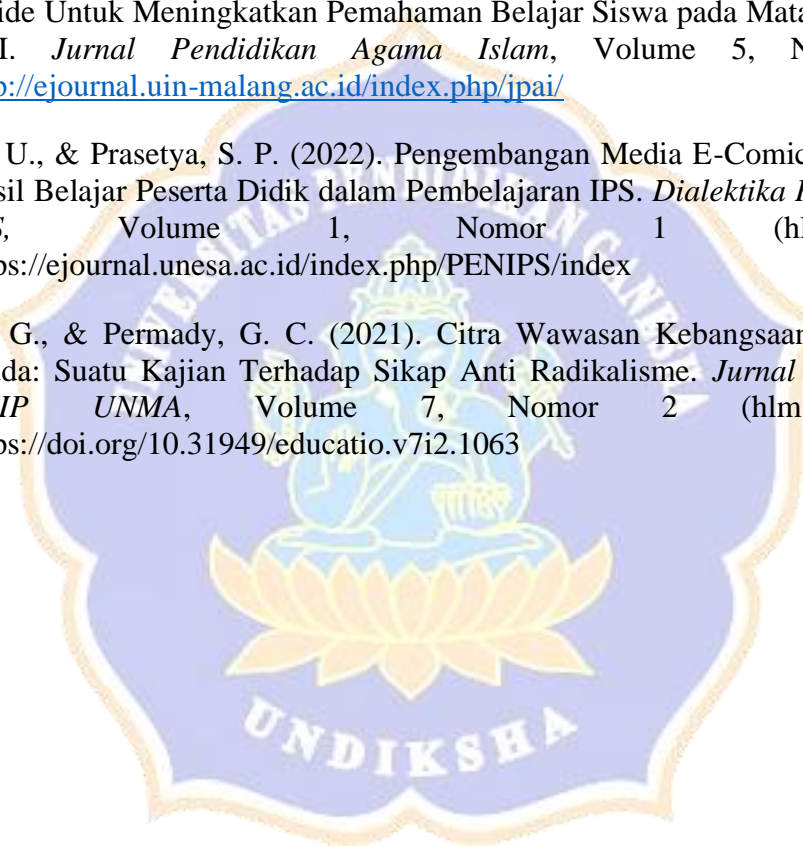 ide Untuk Meningkatkan Pemahaman Belajar Siswa pada Mata
I. Jurnal Pendidikan Agama Islam, Volume 5, N
p://ejournal.uin-malang.ac.id/index.php/jpai/
U., & Prasetya, S. P. (2022). Pengembangan Media E-Comic
sil Belajar Peserta Didik dalam Pembelajaran IPS. Dialektika
Volume 1, Nomor 1 (hl
ps://ejournal.unesa.ac.id/index.php/PENIPS/index
G., & Permady, G. C. (2021). Citra Wawasan Kebangsaan
da: Suatu Kajian Terhadap Sikap Anti Radikalisme. Jurnal
IP UNMA, Volume 7, Nomor 2 (hlm
ps://doi.org/10.31949/educatio.v7i2.1063
UNIVERSITAS PENDIDIKAN GANESHA
UNDIKSHA